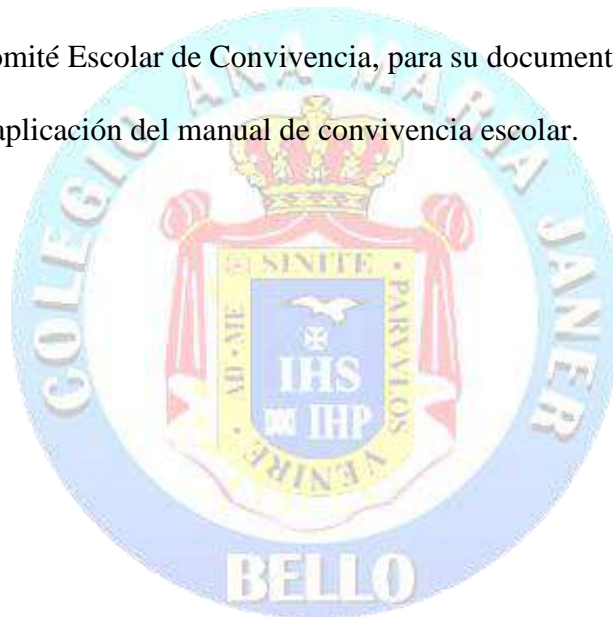 omité Escolar de Convivencia, para su document
aplicación del manual de convivencia escolar.
COLEGIO ANA MARIA JANER
SINITE • PARVULOS
VENIRE • AD • ME
IHS
IHP
BELLO